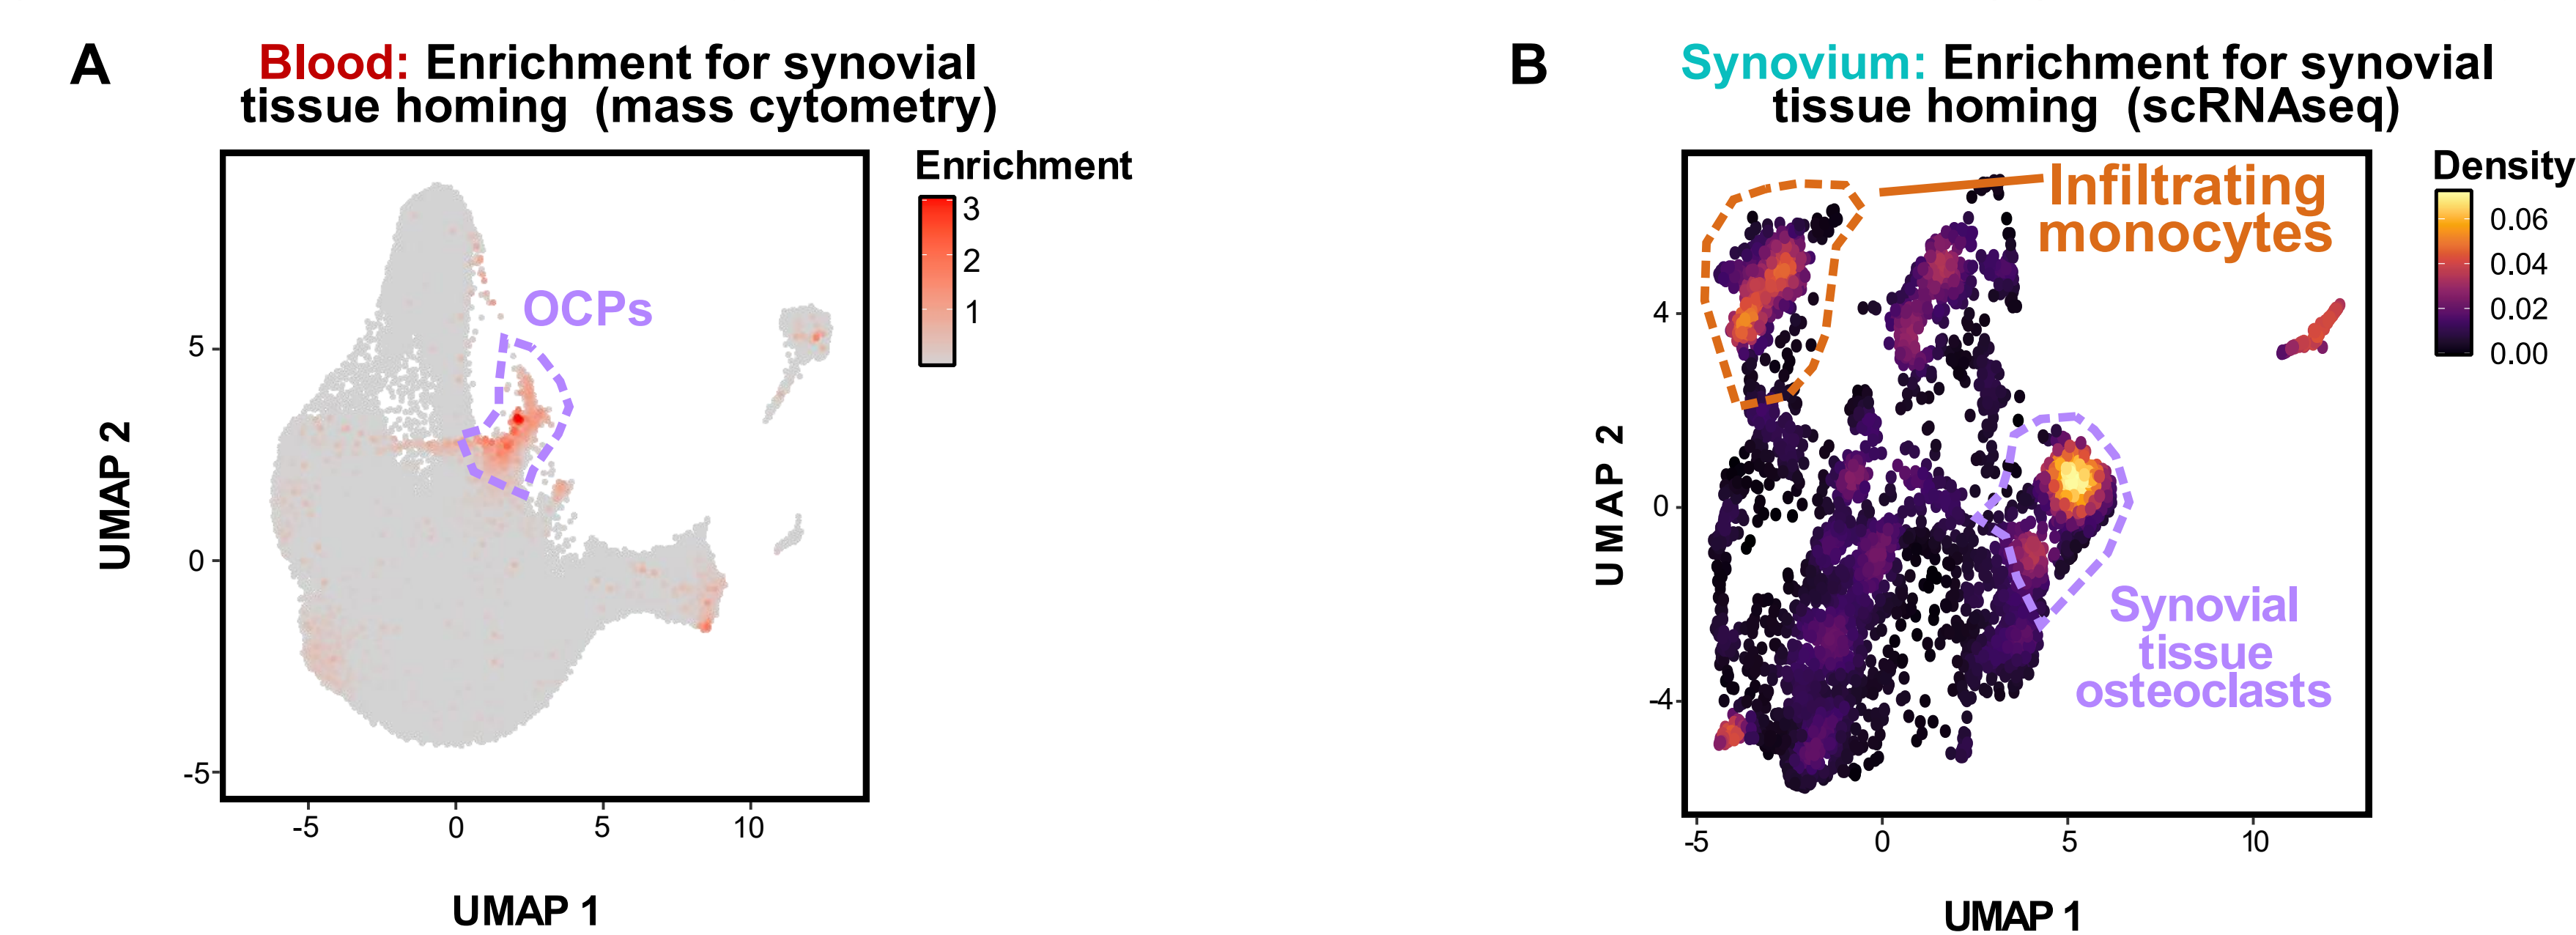 A
Blood: Enrichment for synovial
tissue homing (mass cytometry)
Enrichment
3
2
1
OCPs
5
0
-5
UMAP 2
-5
0
5
10
UMAP 1
B
Synovium: Enrichment for synovial
tissue homing (scRNAseq)
Density
0.06
0.04
0.02
0.00
Infiltrating
monocytes
4
0
-4
UMAP 2
Synovial
tissue
osteoclasts
-5
0
5
10
UMAP 1